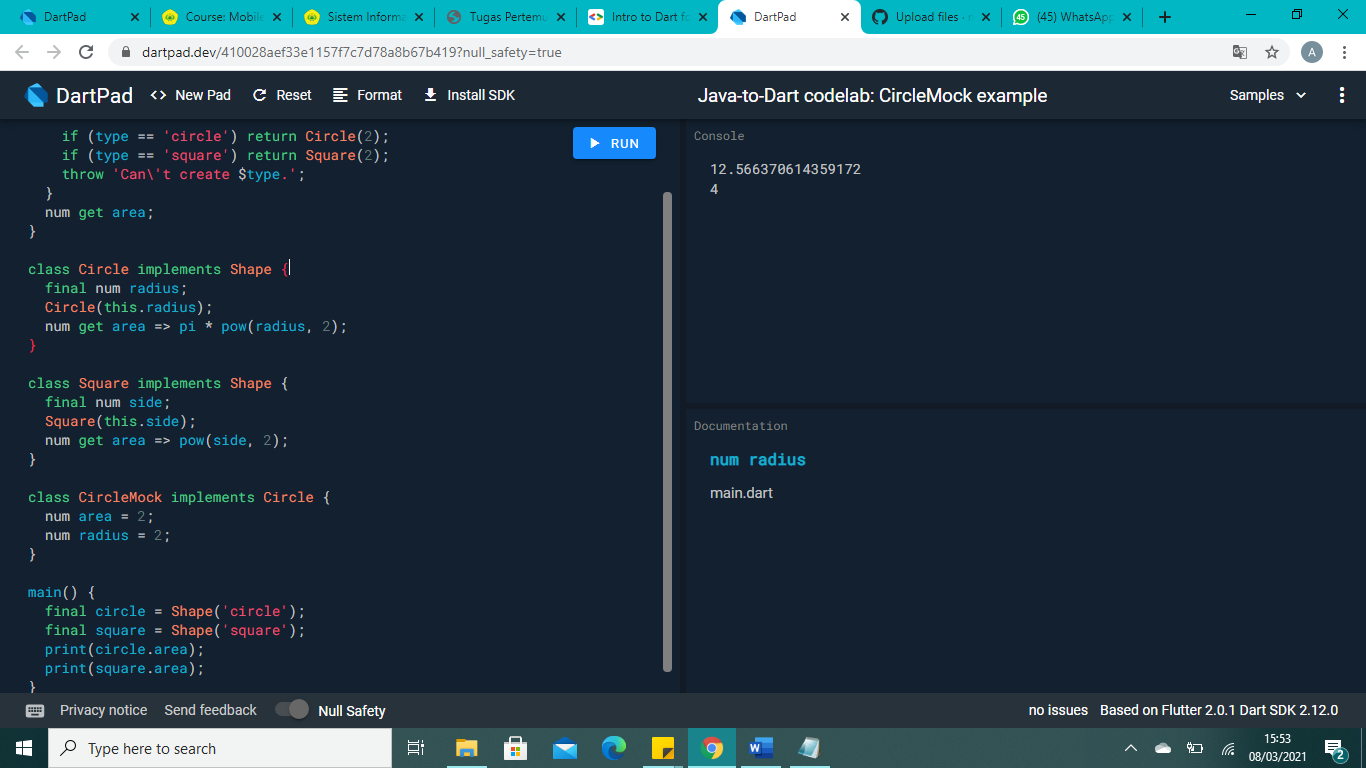 DartPad
Course: Mobile
Sistem Informa
Tugas Pertemu
Intro to Dart fo
DartPad
Upload files
(45) WhatsApp
dartpad.dev/410028aef33e1157f7c7d78a8b67b419?null_safety=true
A
DartPad
<> New Pad
Reset
Format
Install SDK
Java-to-Dart codelab: CircleMock example
Samples
if (type == 'circle') return Circle(2);
if (type == 'square') return Square(2);
throw 'Can\'t create $type.';
}
num get area;
}
class Circle implements Shape {
final num radius;
Circle(this.radius);
num get area => pi * pow(radius, 2);
}
class Square implements Shape {
final num side;
Square(this.side);
num get area => pow(side, 2);
}
class CircleMock implements Circle {
num area = 2;
num radius = 2;
}
main() {
final circle = Shape('circle');
final square = Shape('square');
print(circle.area);
print(square.area);
}
RUN
Console
12.566370614359172
4
Documentation
num radius
main.dart
Privacy notice
Send feedback
Null Safety
no issues
Based on Flutter 2.0.1 Dart SDK 2.12.0
Type here to search
15:53
08/03/2021
2